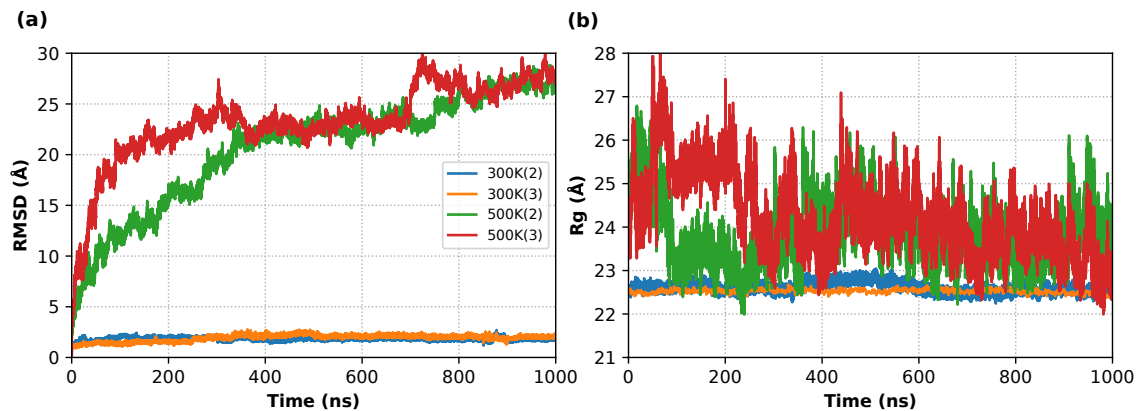 (a)
RMSD (Å)
30
25
20
15
10
5
0
0 200 400 600 800 1000
Time (ns)
300K(2)
300K(3)
500K(2)
500K(3)
(b)
Rg (Å)
28
27
26
25
24
23
22
21
0 200 400 600 800 1000
Time (ns)